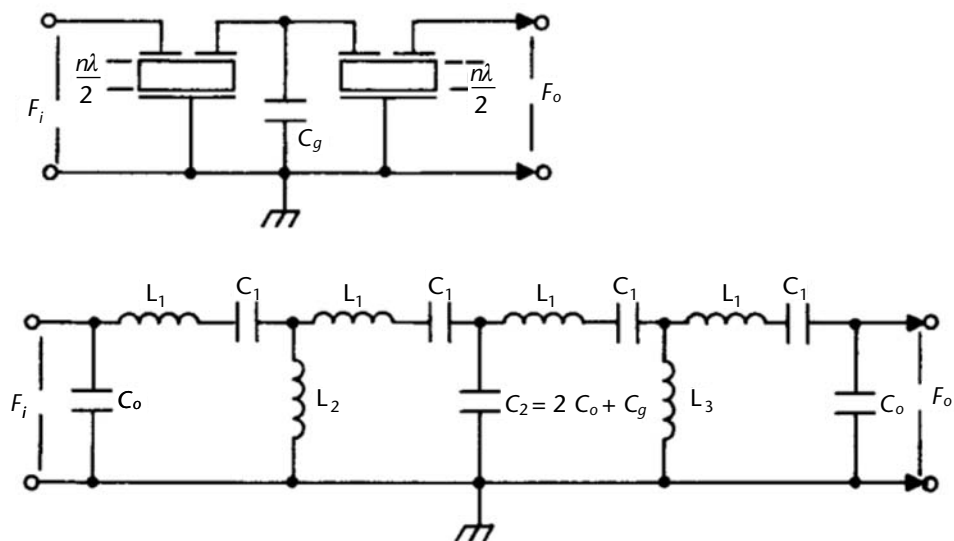 nλ
2
F_i
C_g
nλ
2
F_o
L₁
C₁
L₁
C₁
L₁
C₁
L₁
C₁
F_i
C_o
L₂
C₂ = 2 C_o + C_g
L₃
C_o
F_o